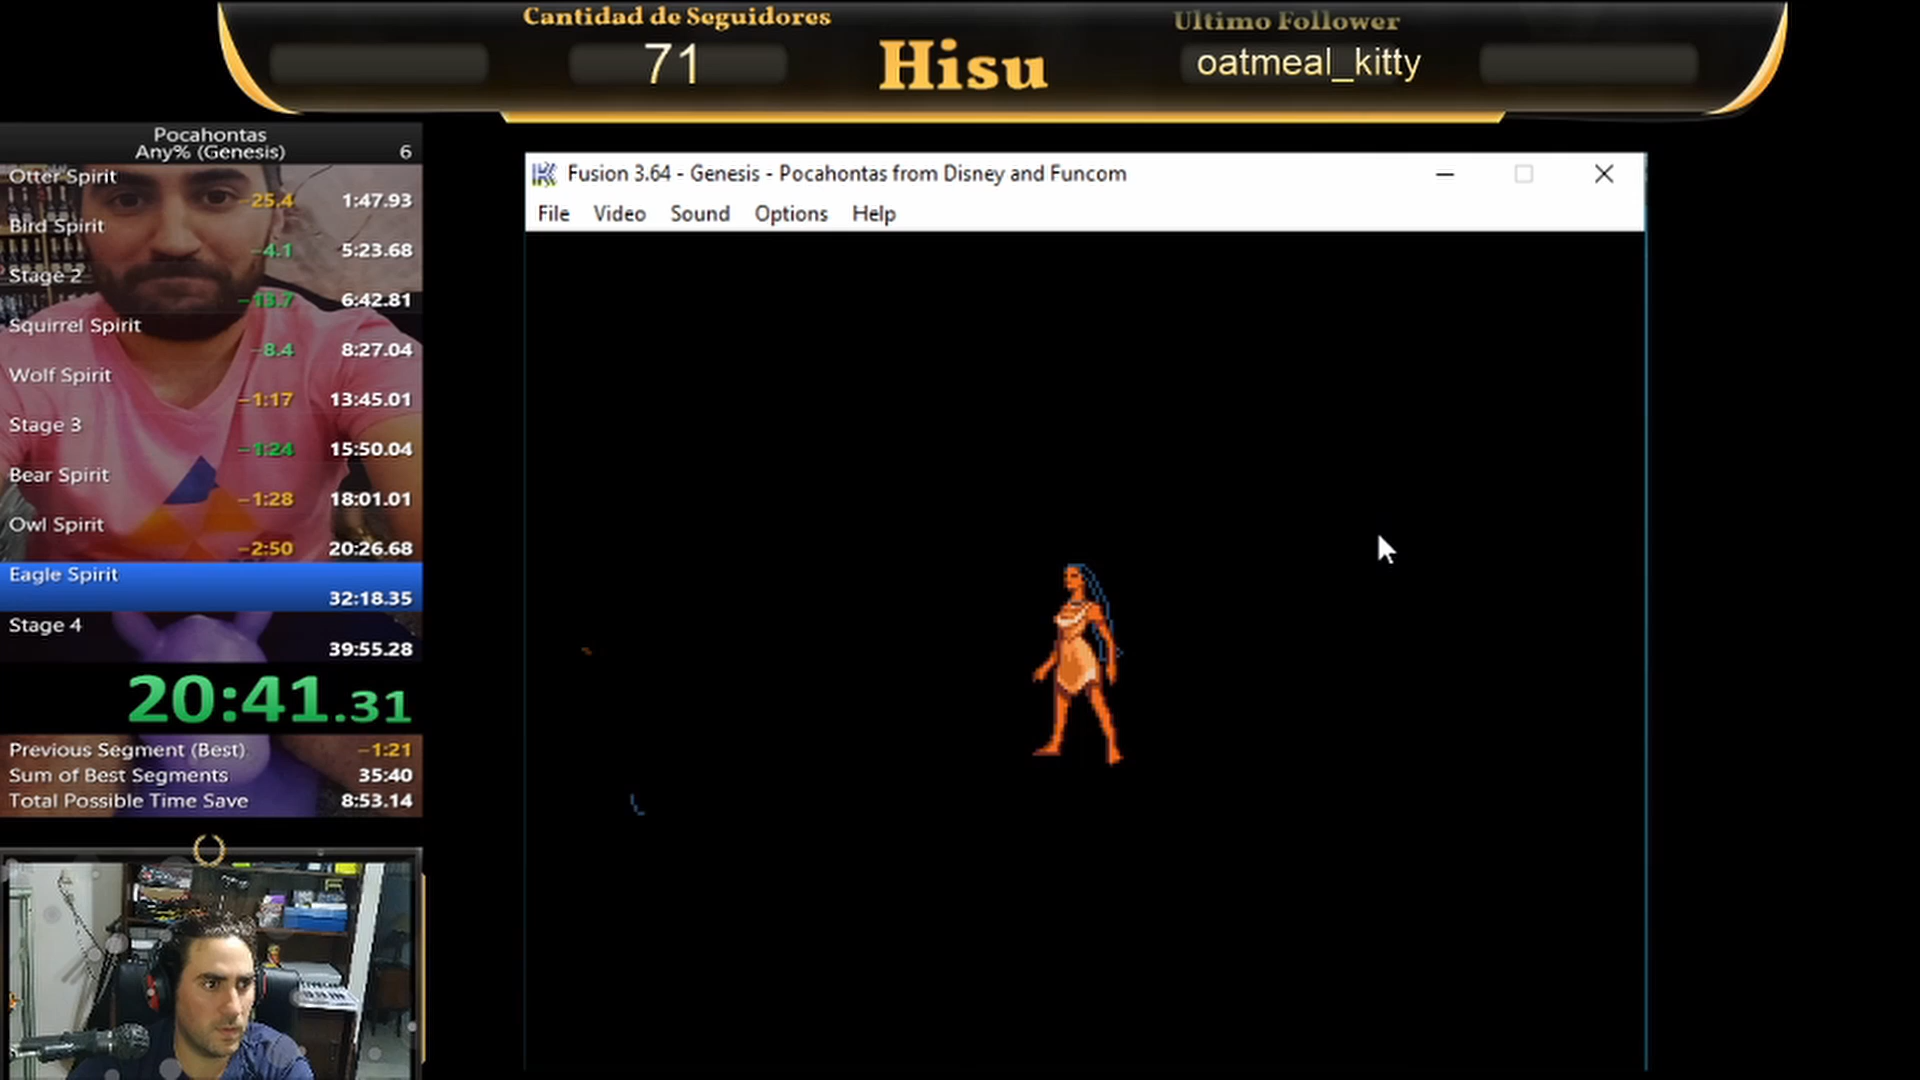 Cantidad de Seguidores
71
Hisu
Ultimo Follower
oatmeal_kitty
Pocahontas
Any% (Genesis) 6
Otter Spirit
-25.4 1:47.93
Bird Spirit
-4.1 5:23.68
Stage 2
-13.7 6:42.81
Squirrel Spirit
-8.4 8:27.04
Wolf Spirit
-1:17 13:45.01
Stage 3
-1:24 15:50.04
Bear Spirit
-1:28 18:01.01
Owl Spirit
-2:50 20:26.68
Eagle Spirit
32:18.35
Stage 4
39:55.28
20:41.31
Previous Segment (Best) -1:21
Sum of Best Segments 35:40
Total Possible Time Save 8:53.14
Fusion 3.64 - Genesis - Pocahontas from Disney and Funcom
File Video Sound Options Help